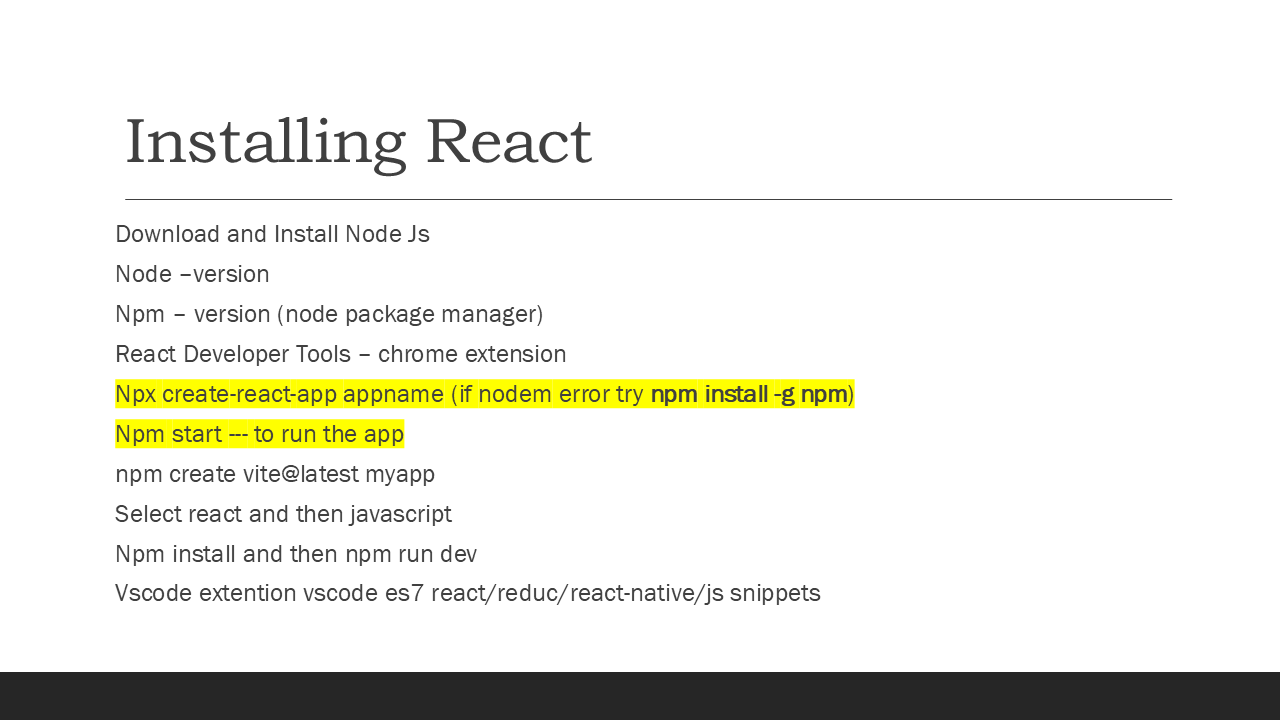 Installing React
Download and Install Node Js
Node –version
Npm – version (node package manager)
React Developer Tools – chrome extension
Npx create-react-app appname (if nodem error try npm install -g npm)
Npm start --- to run the app
npm create vite@latest myapp
Select react and then javascript
Npm install and then npm run dev
Vscode extention vscode es7 react/reduc/react-native/js snippets